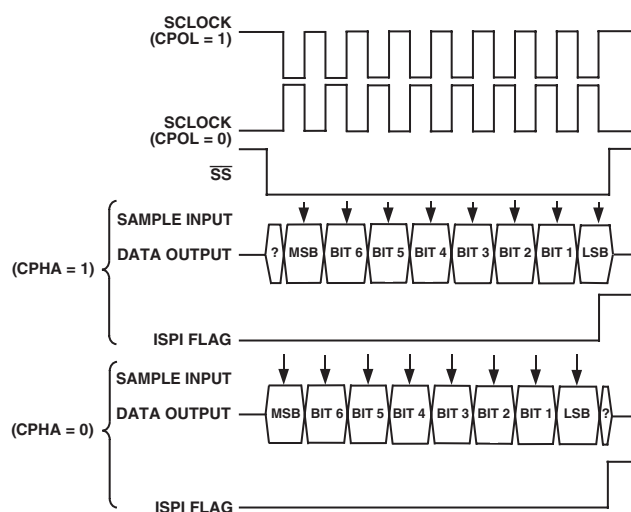 SCLOCK
(CPOL = 1)
SCLOCK
(CPOL = 0)
SS
SAMPLE INPUT
DATA OUTPUT
? MSB BIT 6 BIT 5 BIT 4 BIT 3 BIT 2 BIT 1 LSB
(CPHA = 1)
ISPI FLAG
SAMPLE INPUT
DATA OUTPUT
MSB BIT 6 BIT 5 BIT 4 BIT 3 BIT 2 BIT 1 LSB ?
(CPHA = 0)
ISPI FLAG